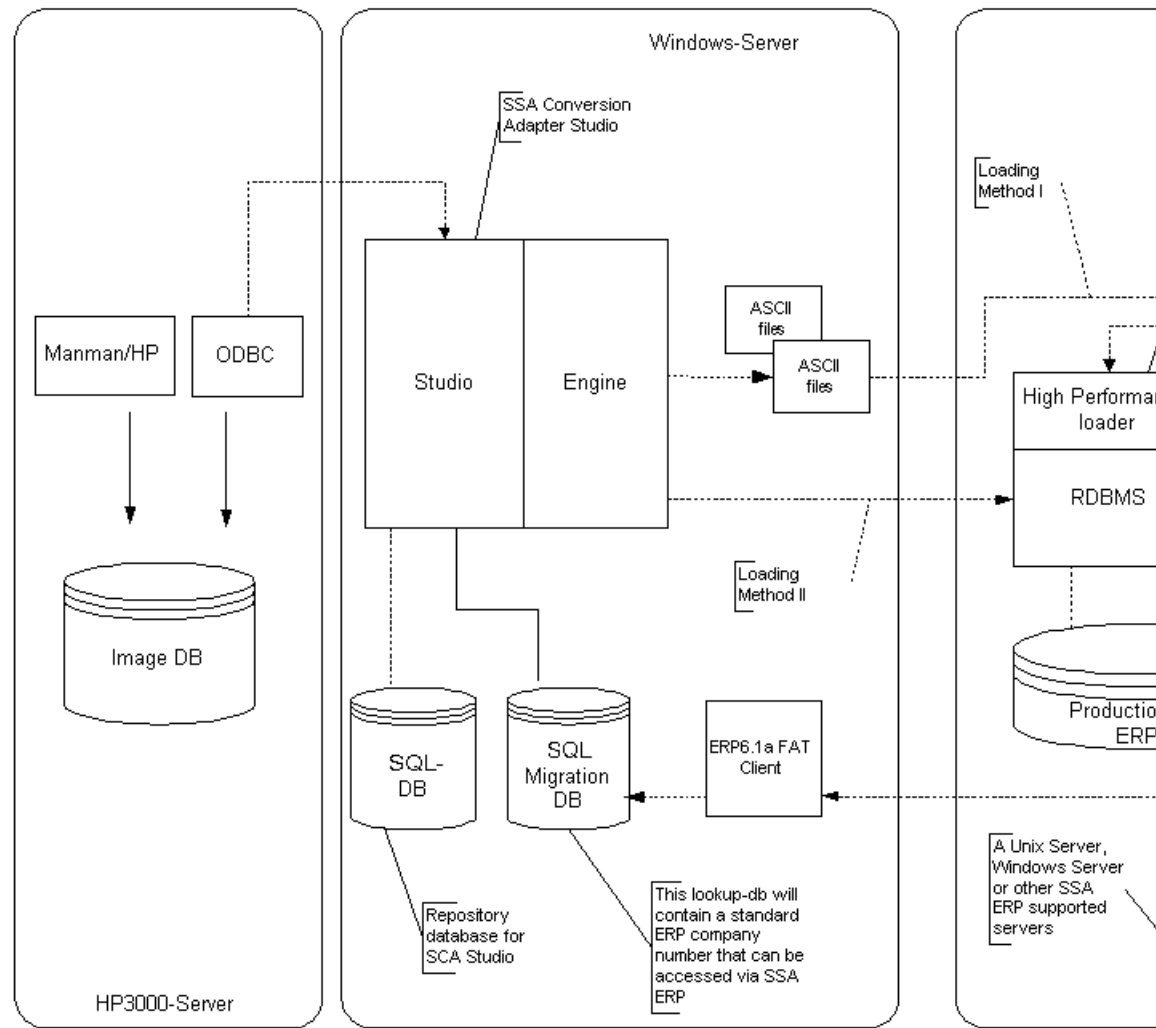 Windows-Server
SSA Conversion
Adapter Studio
Loading
Method I
ASCII
files
ASCII
files
Manman/HP
ODBC
Studio
Engine
loader
High
RDBMS
Loading
Method II
Image DB
SQL-
DB
SQL
Migration
DB
ERP6.1a FAT
Client
ERP
A Unix Server,
Windows Server
or other SSA
ERP supported
servers
Repository
database for
SCA Studio
This lookup-db will
contain a standard
ERP company
number that can be
accessed via SSA
ERP
HP3000-Server